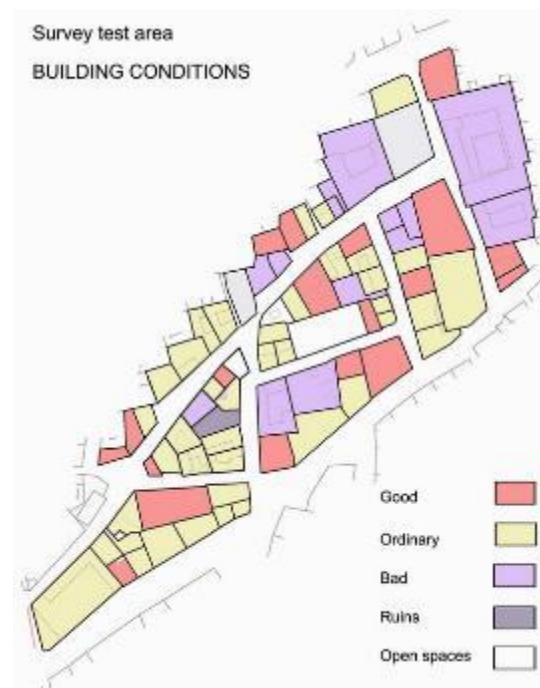 Survey test area
BUILDING CONDITIONS
Good
Ordinary
Bad
Ruins
Open spaces